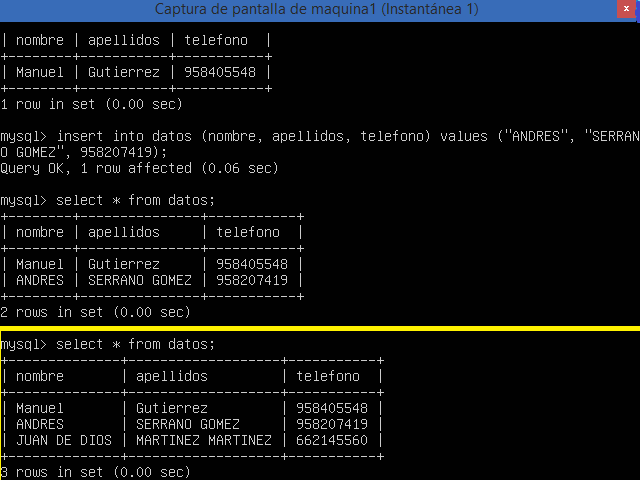 Captura de pantalla de maquina1 (Instantánea 1)
x
| nombre | apellidos | telefono  |
+--------+-----------+-----------+
| Manuel | Gutierrez | 958405548 |
+--------+-----------+-----------+
1 row in set (0.00 sec)
mysql> insert into datos (nombre, apellidos, telefono) values ("ANDRES", "SERRAN
O GOMEZ", 958207419);
Query OK, 1 row affected (0.06 sec)
mysql> select * from datos;
+--------+---------------+-----------+
| nombre | apellidos     | telefono  |
+--------+---------------+-----------+
| Manuel | Gutierrez     | 958405548 |
| ANDRES | SERRANO GOMEZ | 958207419 |
+--------+---------------+-----------+
2 rows in set (0.00 sec)
mysql> select * from datos;
+--------------+-------------------+-----------+
| nombre       | apellidos         | telefono  |
+--------------+-------------------+-----------+
| Manuel       | Gutierrez         | 958405548 |
| ANDRES       | SERRANO GOMEZ     | 958207419 |
| JUAN DE DIOS | MARTINEZ MARTINEZ | 662145560 |
+--------------+-------------------+-----------+
3 rows in set (0.00 sec)